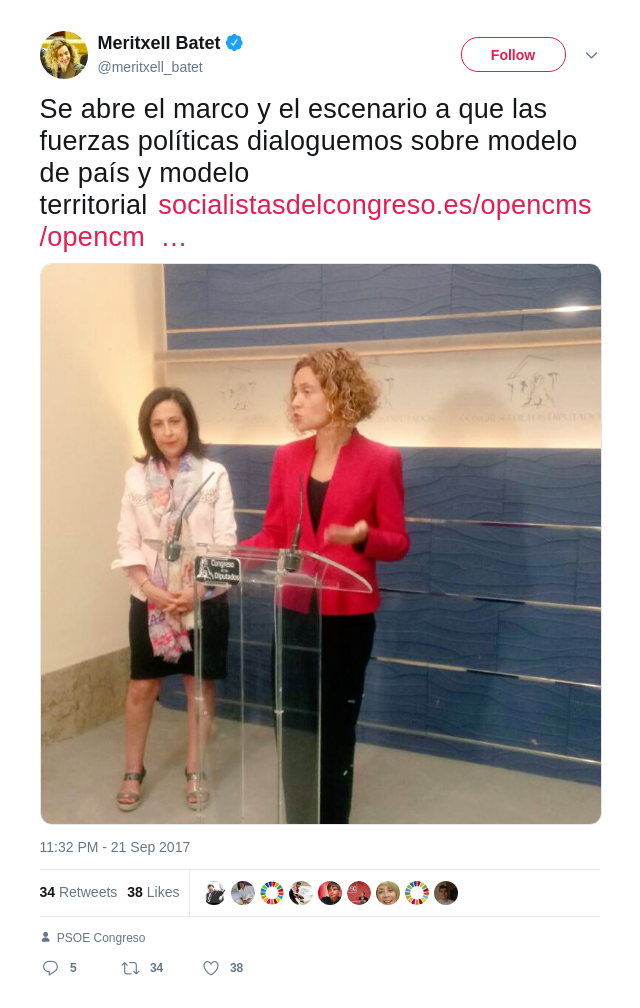 Meritxell Batet
@meritxell_batet
Follow
Se abre el marco y el escenario a que las
fuerzas políticas dialoguemos sobre modelo
de país y modelo
territorial socialistasdelcongreso.es/opencms
/opencm …
Congreso
Diputados
11:32 PM - 21 Sep 2017
34 Retweets 38 Likes
PSOE Congreso
5 34 38